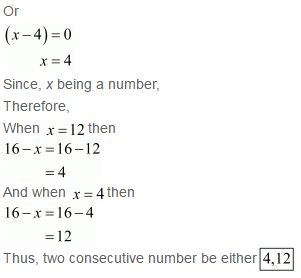 Or
(x−4)=0
x=4
Since, x being a number,
Therefore,
When x=12 then
16−x=16−12
=4
And when x=4 then
16−x=16−4
=12
Thus, two consecutive number be either 4,12